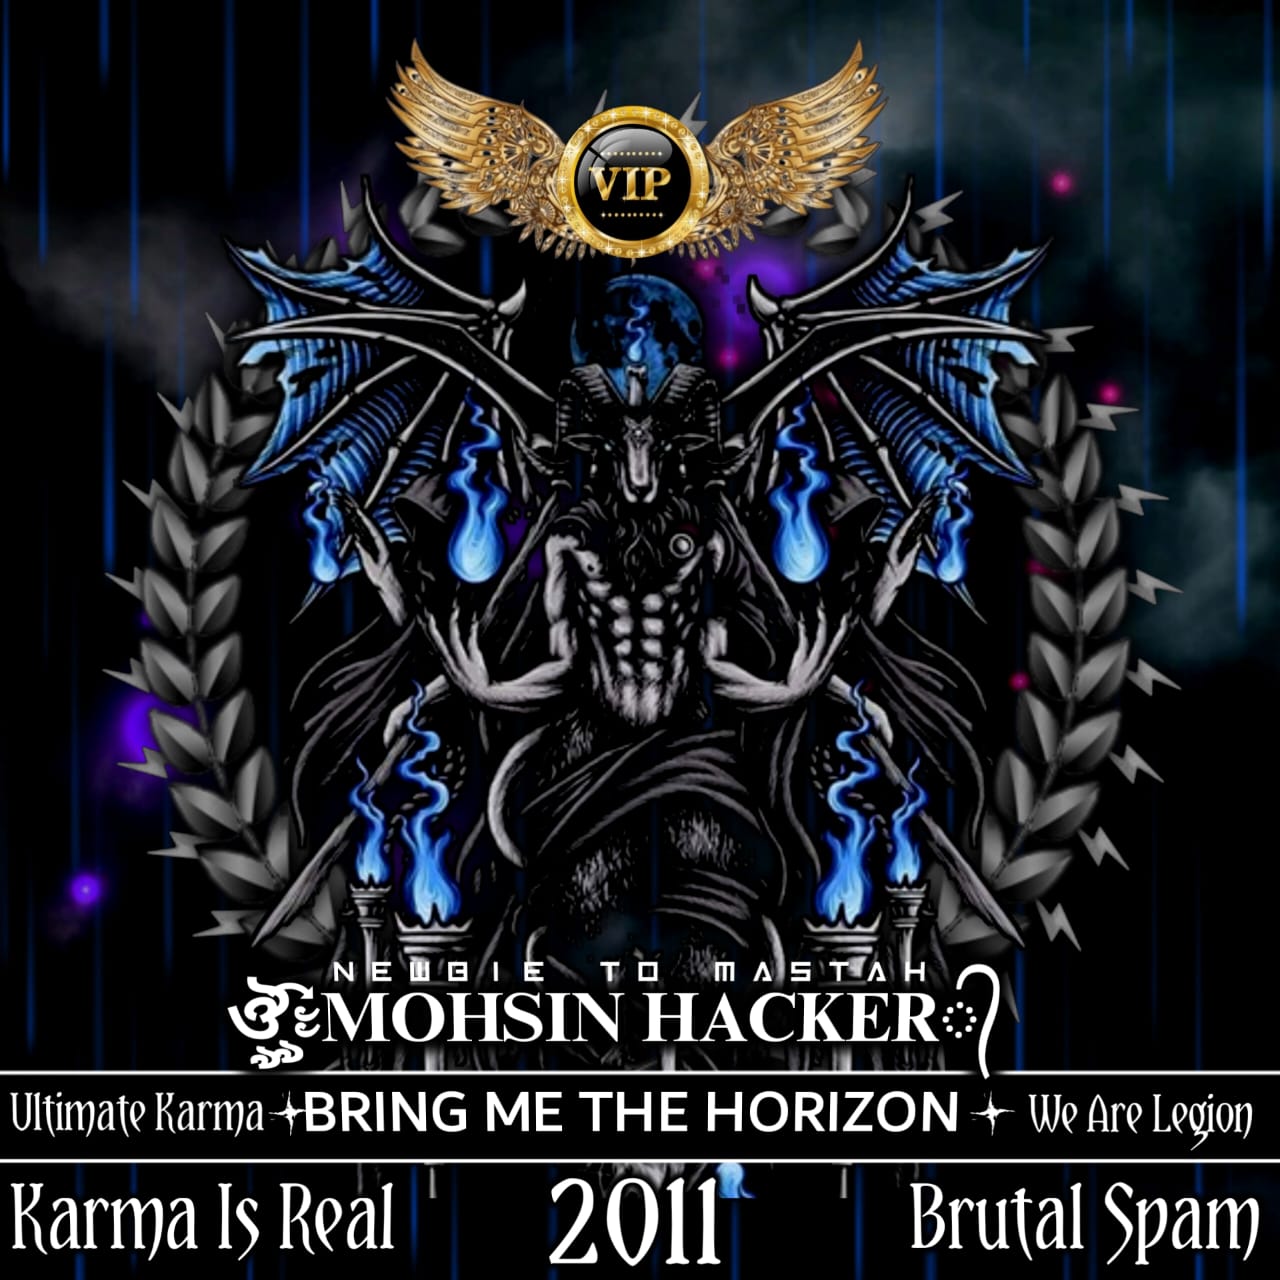 VIP
NEWBIE TO MASTAH
MOHSIN HACKER
Ultimate Karma BRING ME THE HORIZON We Are Legion
Karma Is Real 2011 Brutal Spam